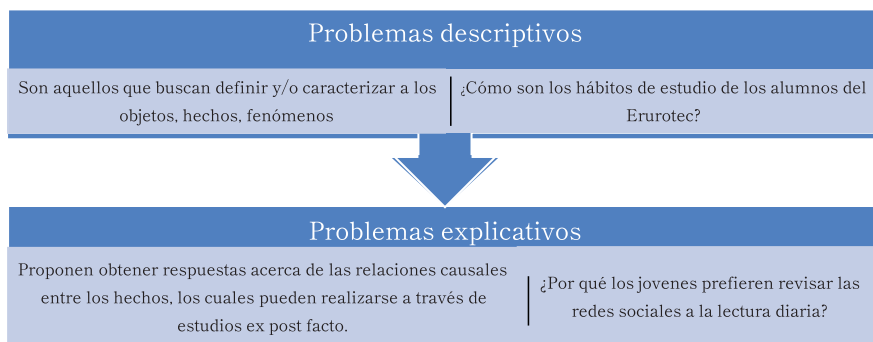 Problemas descriptivos
Son aquellos que buscan definir y/o caracterizar a los
objetos, hechos, fenómenos
¿Cómo son los hábitos de estudio de los alumnos del
Erurotec?
Problemas explicativos
Proponen obtener respuestas acerca de las relaciones causales
entre los hechos, los cuales pueden realizarse a través de
estudios ex post facto.
¿Por qué los jovenes prefieren revisar las
redes sociales a la lectura diaria?